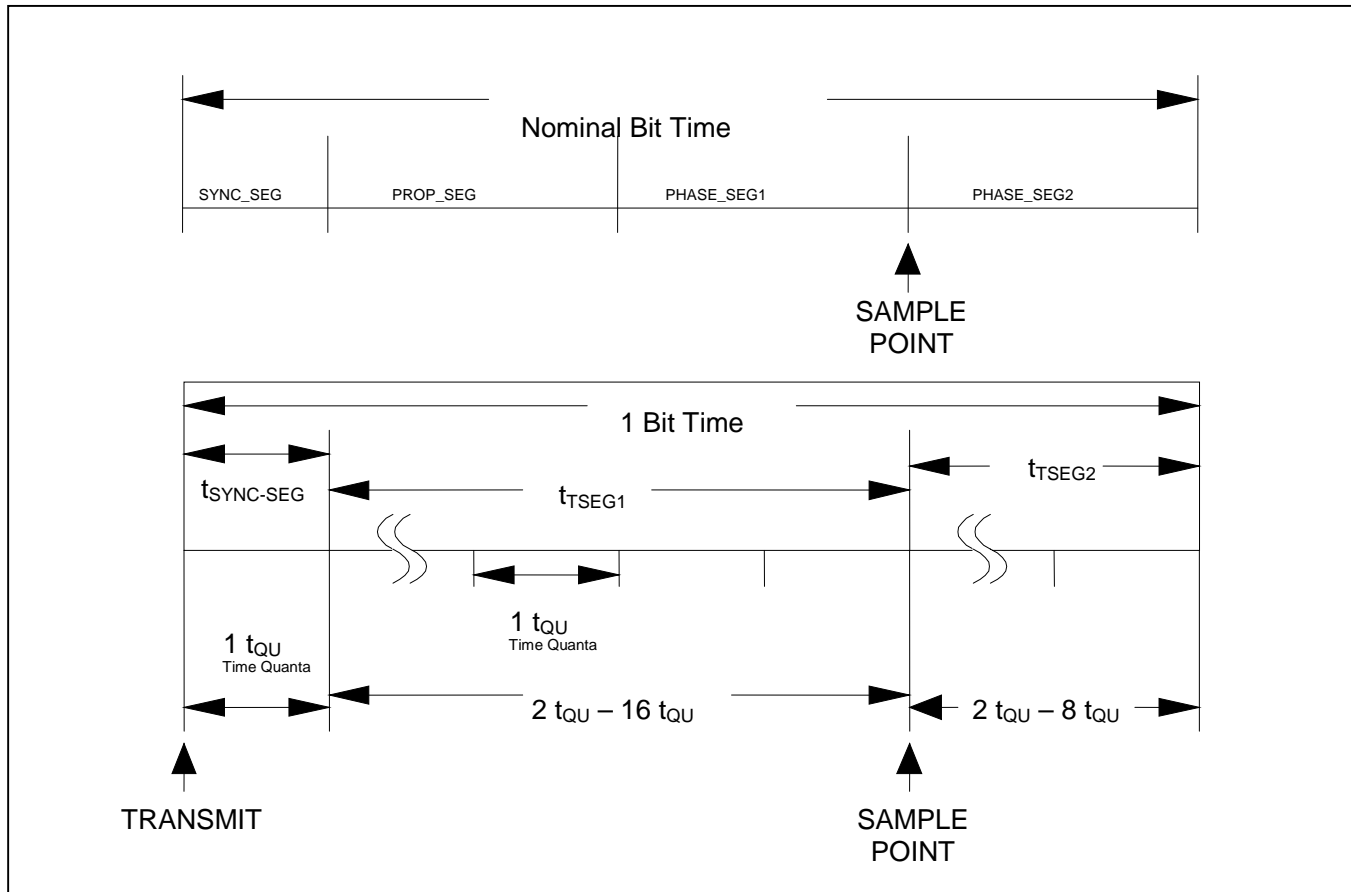 Nominal Bit Time
SYNC_SEG PROP_SEG PHASE_SEG1 PHASE_SEG2
SAMPLE
POINT
1 Bit Time
tSYNC-SEG tTSEG1 tTSEG2
1 tQU
Time Quanta
1 tQU
Time Quanta
2 tQU – 16 tQU 2 tQU – 8 tQU
TRANSMIT
SAMPLE
POINT